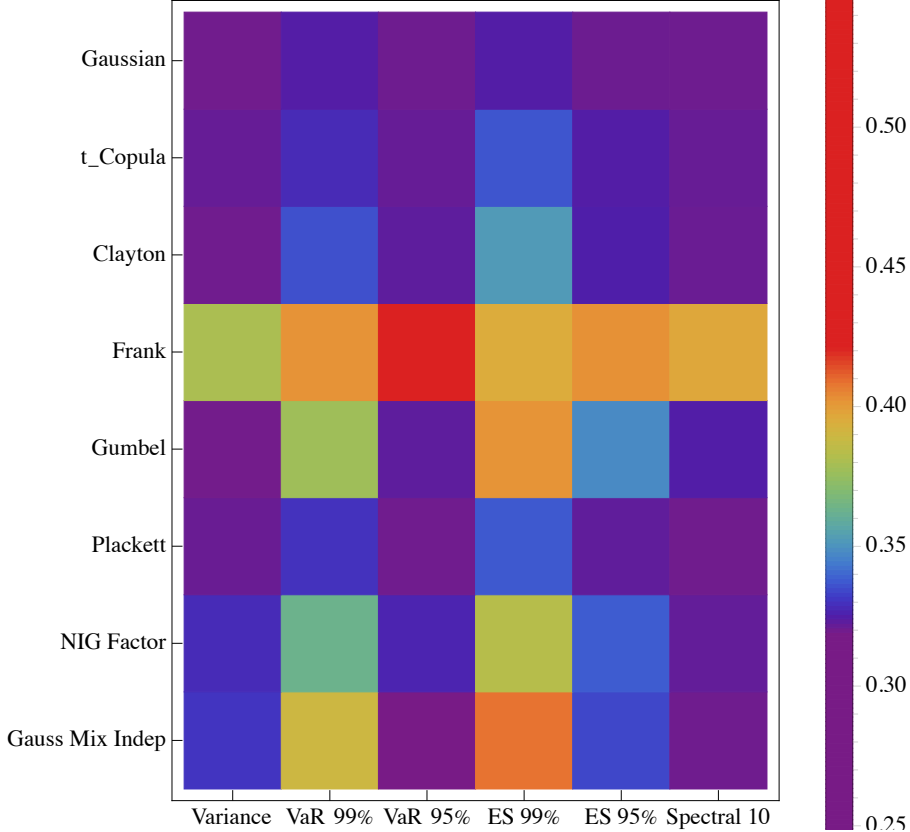 Gaussian
t_Copula
Clayton
Frank
Gumbel
Plackett
NIG Factor
Gauss Mix Indep
Variance VaR 99% VaR 95% ES 99% ES 95% Spectral 10
0.50
0.45
0.40
0.35
0.30
0.25